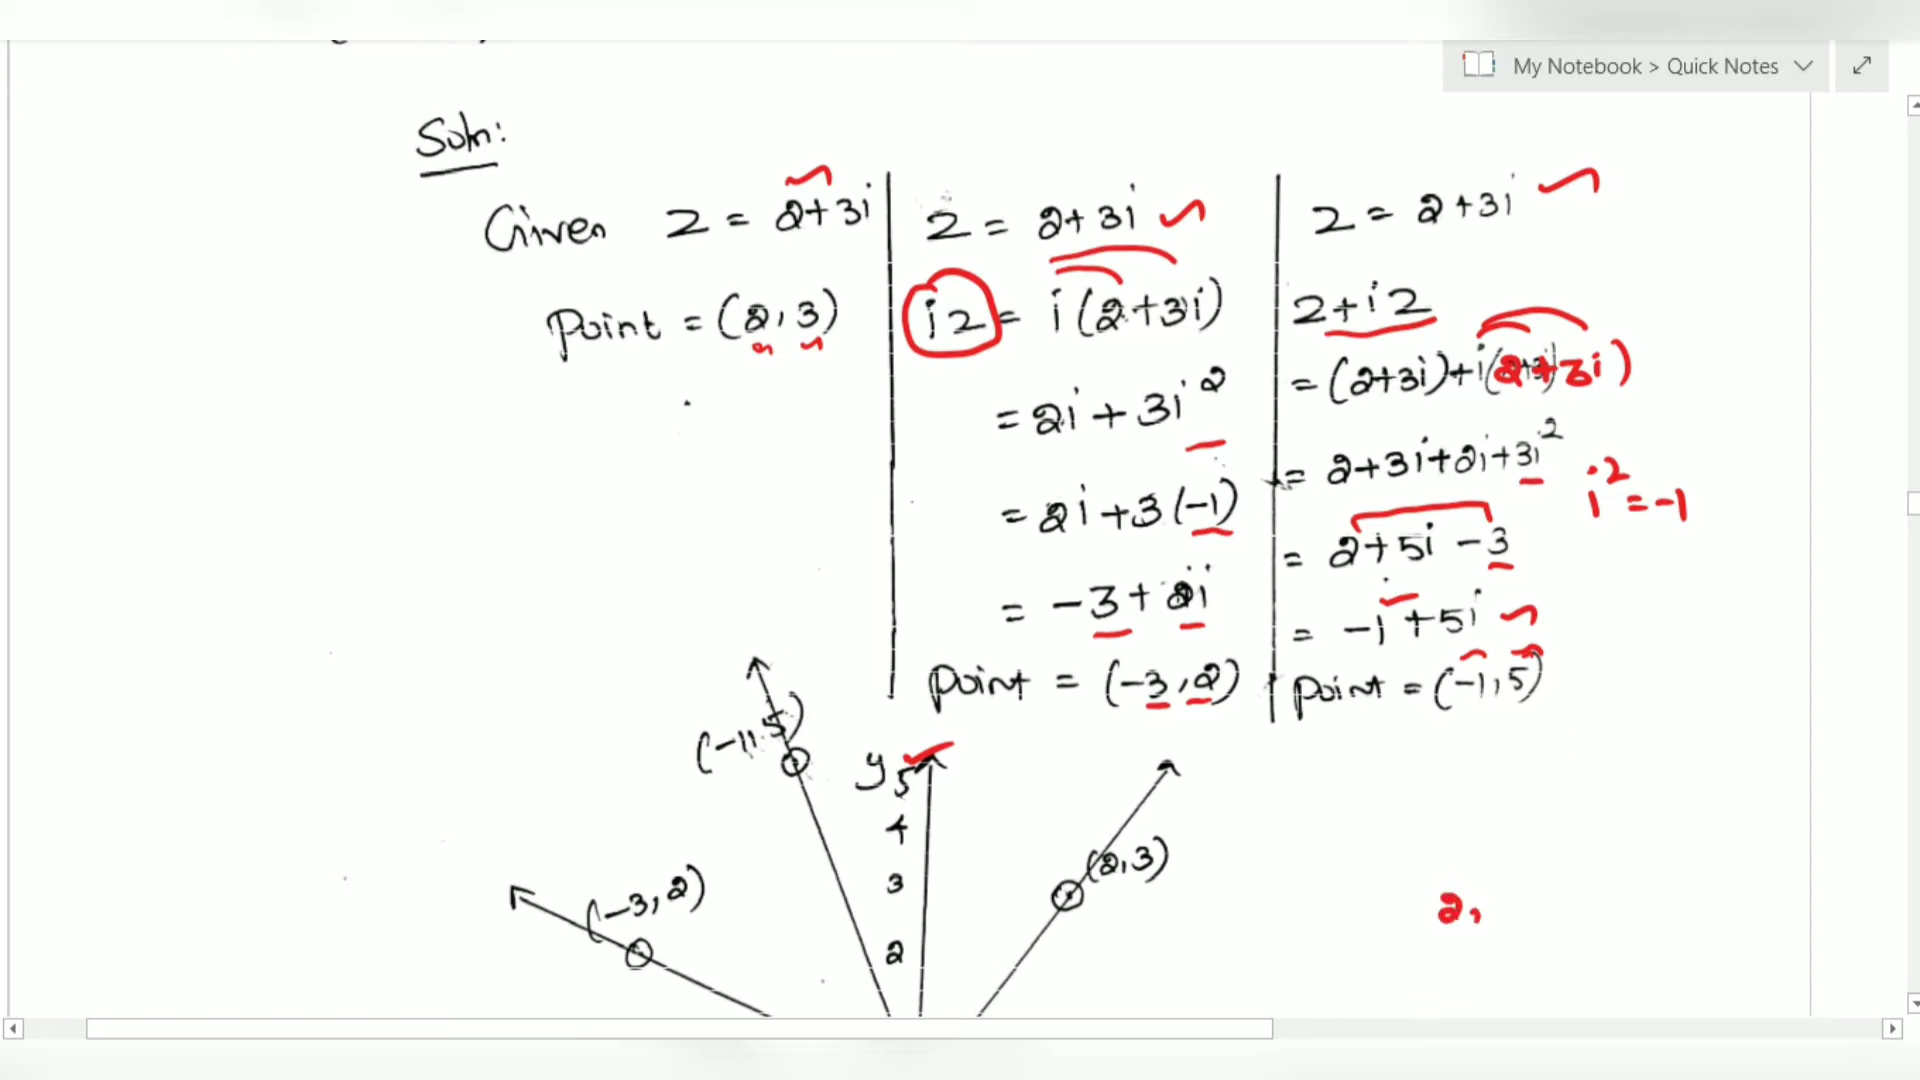 My Notebook > Quick Notes
Soln:
Given z = 2+3i
Point = (2, 3)
z = 2+3i
iz = i(2+3i)
= 2i + 3i²
= 2i + 3(-1)
= -3 + 2i
Point = (-3, 2)
z = 2+3i
z + iz
= (2+3i) + i(2+3i)
= 2+3i+2i+3i²
i² = -1
= 2+5i-3
= -1+5i
Point = (-1, 5)
(-1, 5)
y
5
4
3
2
(2, 3)
(-3, 2)
2,